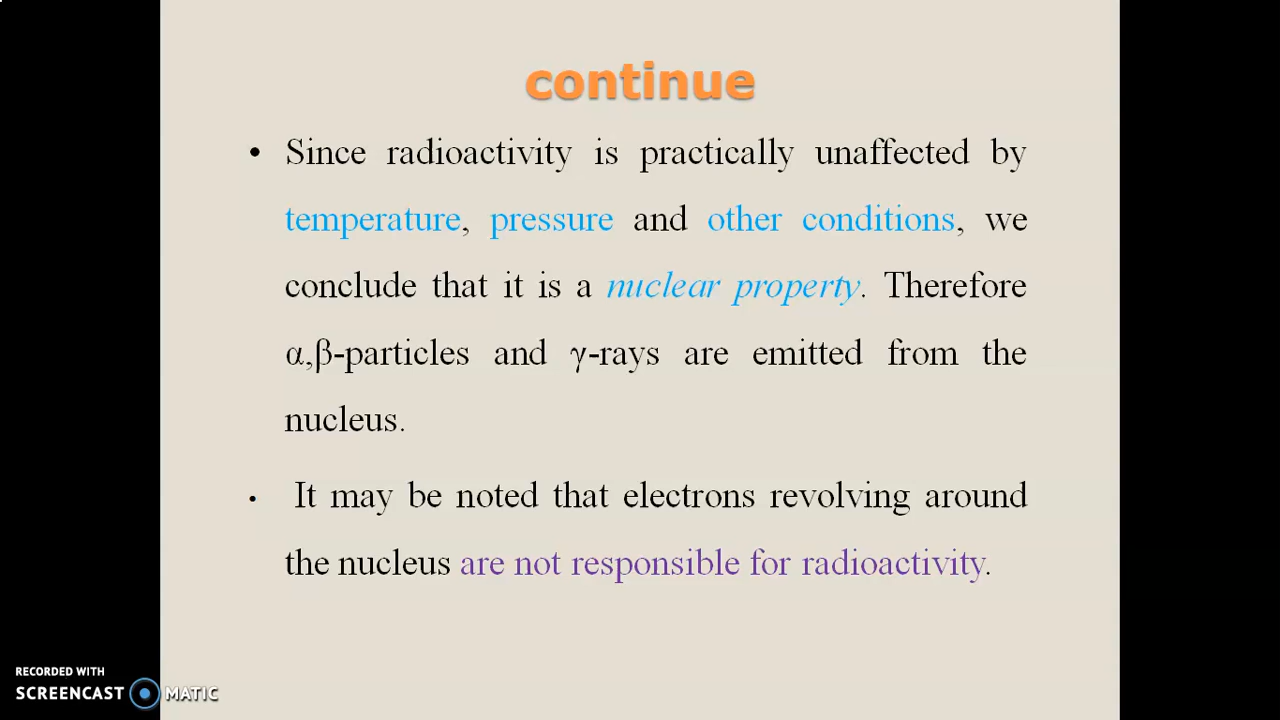 continue
• Since radioactivity is practically unaffected by
temperature, pressure and other conditions, we
conclude that it is a nuclear property. Therefore
α,β-particles and γ-rays are emitted from the
nucleus.
• It may be noted that electrons revolving around
the nucleus are not responsible for radioactivity.
RECORDED WITH
SCREENCAST MATIC